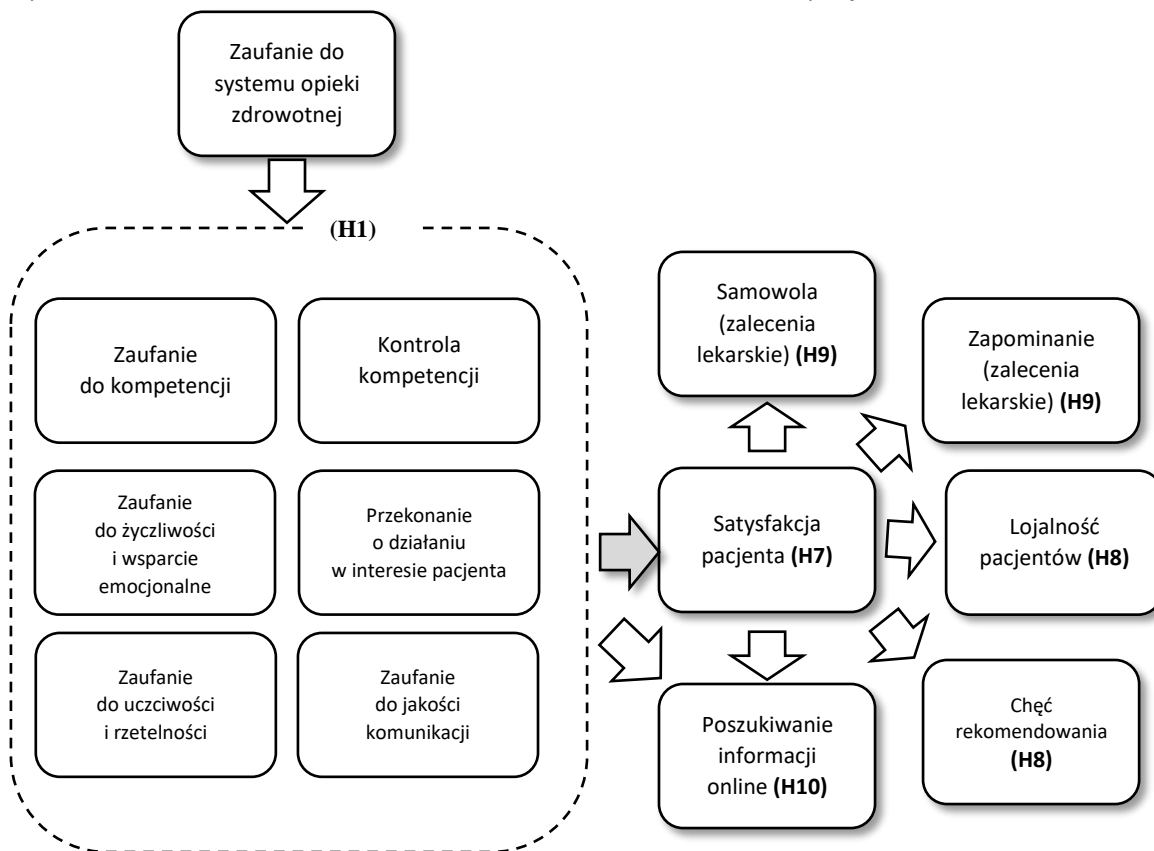 Zaufanie do
systemu opieki
zdrowotnej
(H1)
Zaufanie
do kompetencji
Kontrola
kompetencji
Zaufanie
do życzliwości
i wsparcie
emocjonalne
Przekonanie
o działaniu
w interesie pacjenta
Zaufanie
do uczciwości
i rzetelności
Zaufanie
do jakości
komunikacji
Samowola
(zalecenia
lekarskie) (H9)
Zapominanie
(zalecenia
lekarskie) (H9)
Satysfakcja
pacjenta (H7)
Lojalność
pacjentów (H8)
Poszukiwanie
informacji
online (H10)
Chęć
rekomendowania
(H8)